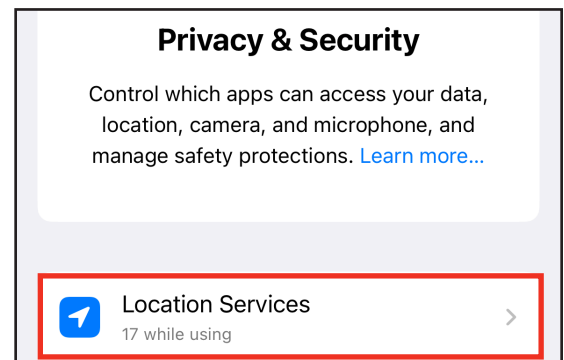 Privacy & Security
Control which apps can access your data,
location, camera, and microphone, and
manage safety protections. Learn more...
Location Services
17 while using